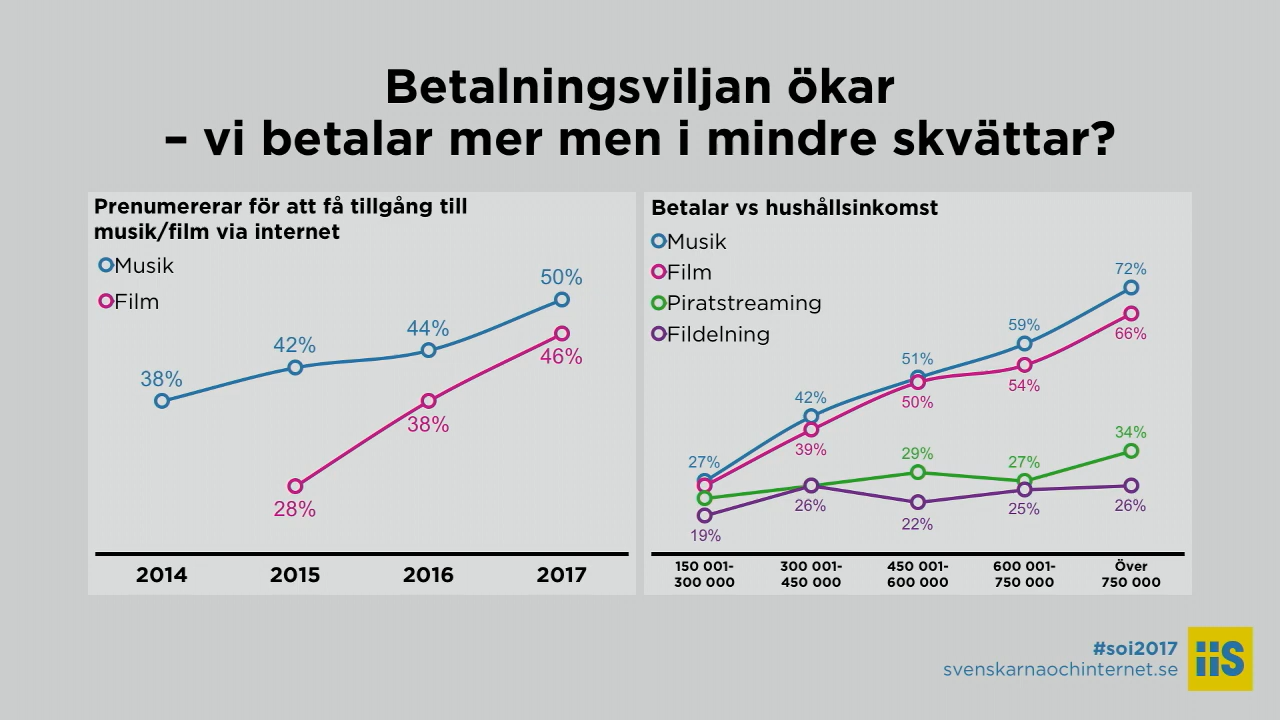 Betalningsviljan ökar
– vi betalar mer men i mindre skvättar?
Prenumererar för att få tillgång till
musik/film via internet
Musik
Film
38%
42%
44%
50%
28%
38%
46%
2014
2015
2016
2017
Betalar vs hushållsinkomst
Musik
Film
Piratstreaming
Fildelning
27%
42%
51%
59%
72%
39%
50%
54%
66%
29%
27%
34%
19%
26%
22%
25%
26%
150 001-
300 000
300 001-
450 000
450 001-
600 000
600 001-
750 000
Över
750 000
#soi2017
svenskarnaochinternet.se
iis